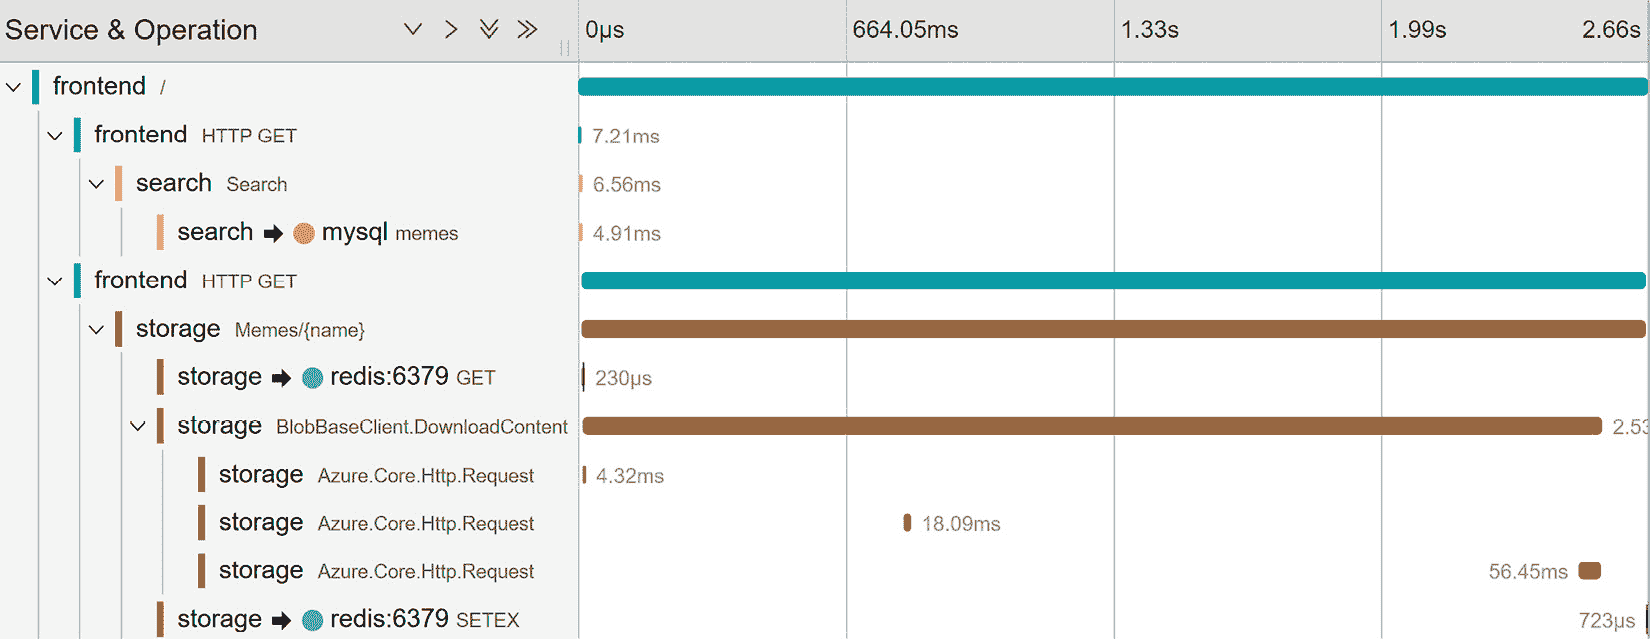 Service & Operation 0μs 664.05ms 1.33s 1.99s 2.66s
frontend /
frontend HTTP GET 7.21ms
search Search 6.56ms
search mysql memes 4.91ms
frontend HTTP GET
storage Memes/{name}
storage redis:6379 GET 230μs
storage BlobBaseClient.DownloadContent 2.53
storage Azure.Core.Http.Request 4.32ms
storage Azure.Core.Http.Request 18.09ms
storage Azure.Core.Http.Request 56.45ms
storage redis:6379 SETEX 723μs